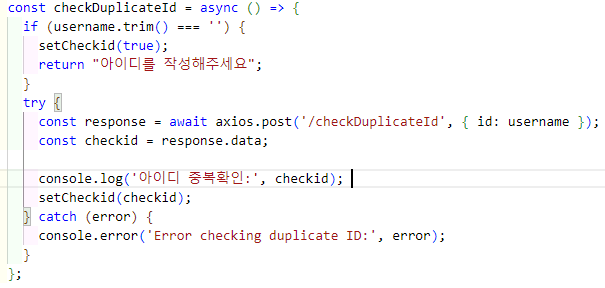 const checkDuplicateId = async () => {
  if (username.trim() === '') {
    setCheckid(true);
    return "아이디를 작성해주세요";
  }
  try {
    const response = await axios.post('/checkDuplicateId', { id: username });
    const checkid = response.data;

    console.log('아이디 중복확인:', checkid);
    setCheckid(checkid);
  } catch (error) {
    console.error('Error checking duplicate ID:', error);
  }
};